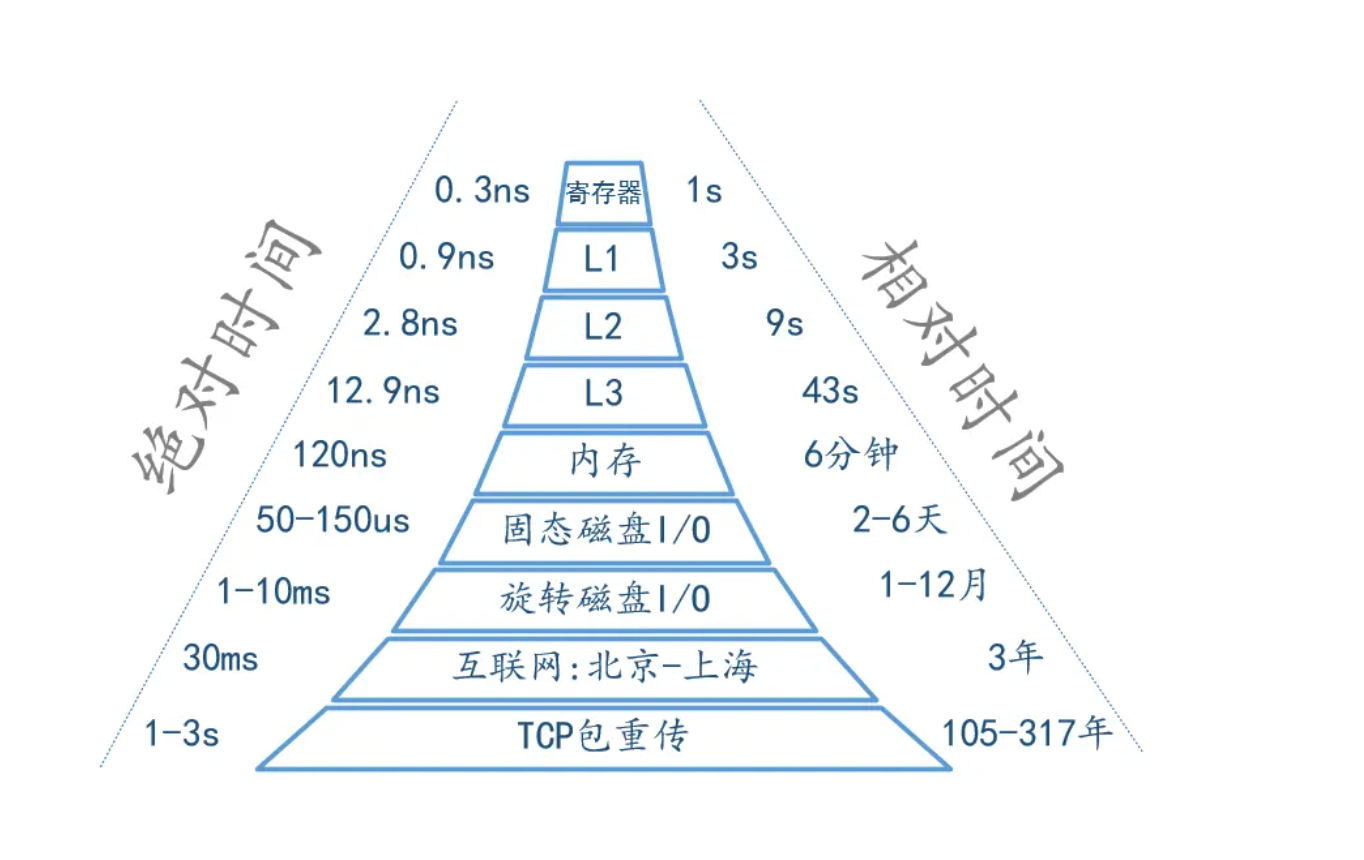 绝对时间
相对时间
0.3ns 寄存器 1s
0.9ns L1 3s
2.8ns L2 9s
12.9ns L3 43s
120ns 内存 6分钟
50-150us 固态磁盘I/O 2-6天
1-10ms 旋转磁盘I/O 1-12月
30ms 互联网:北京-上海 3年
1-3s TCP包重传 105-317年